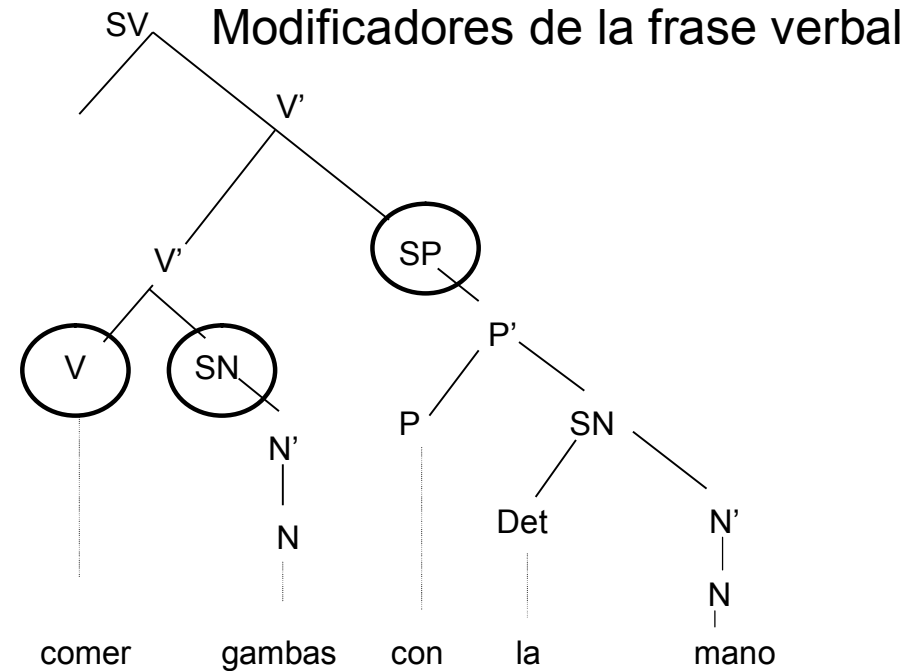 SV Modificadores de la frase verbal
V’
V’ SP
P’
V SN
P SN
N’
Det N’
N
N
comer gambas con la mano